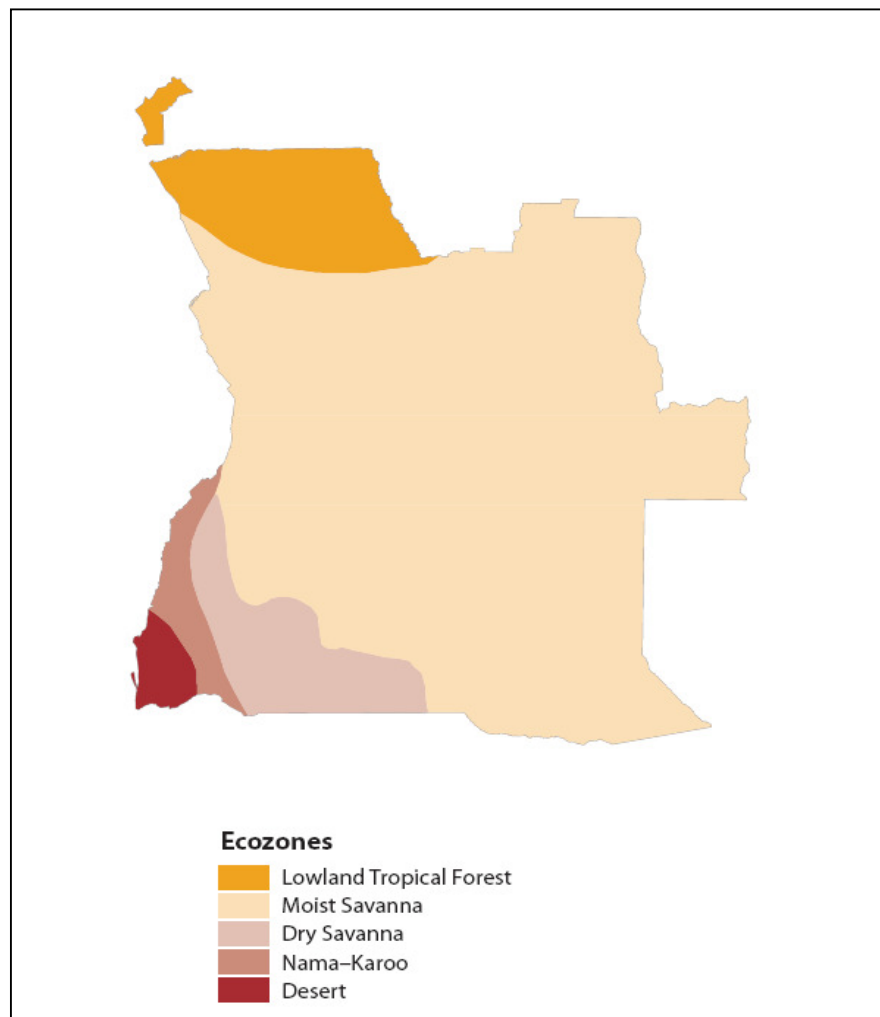 Ecozones
Lowland Tropical Forest
Moist Savanna
Dry Savanna
Nama–Karoo
Desert